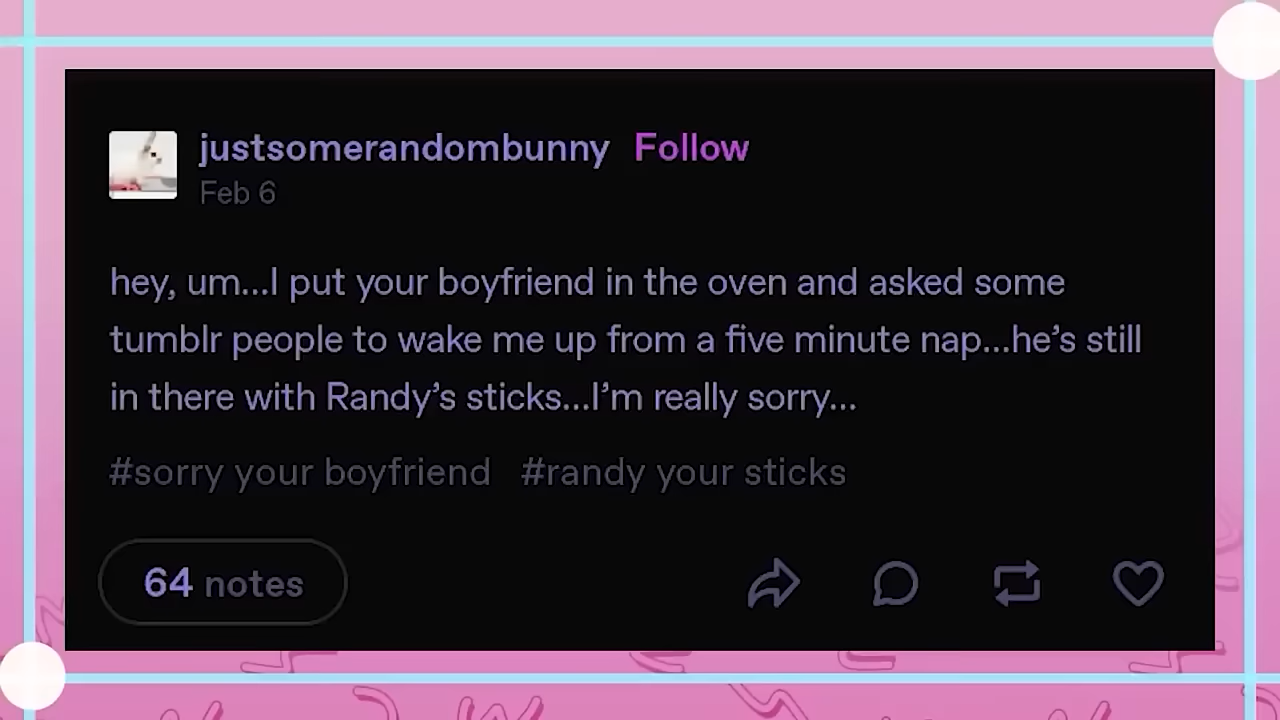 justsomerandombunny Follow
Feb 6
hey, um...I put your boyfriend in the oven and asked some
tumblr people to wake me up from a five minute nap...he’s still
in there with Randy’s sticks...I’m really sorry...
#sorry your boyfriend #randy your sticks
64 notes